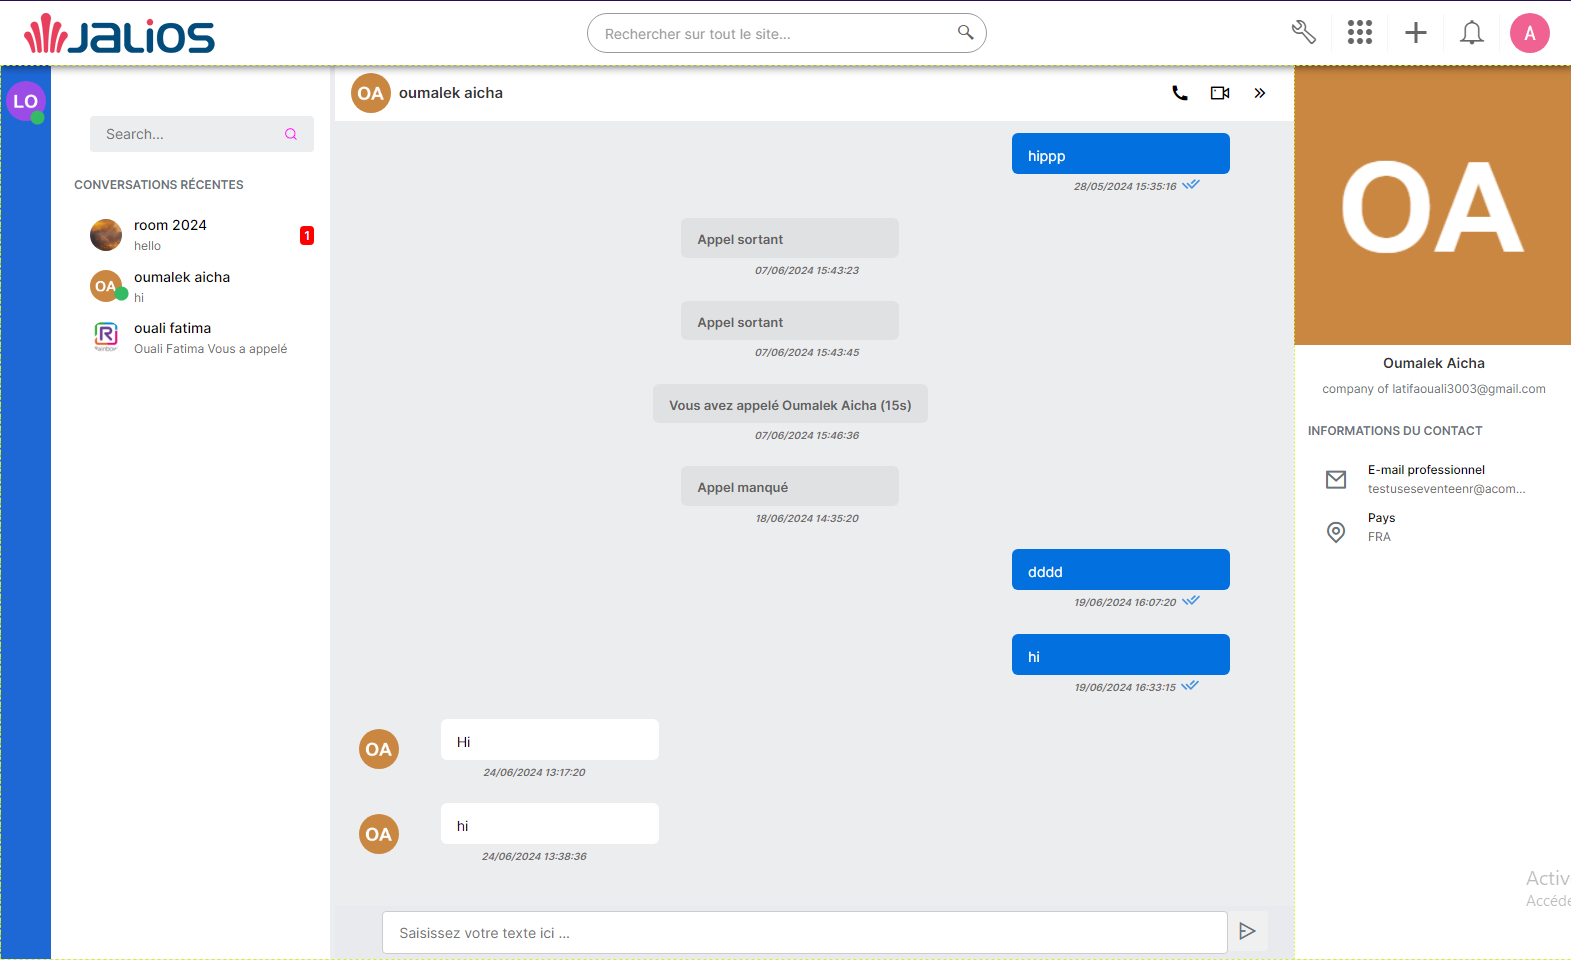 JALIOS
Rechercher sur tout le site...
A
LO
Search...
CONVERSATIONS RÉCENTES
room 2024
hello
1
OA
oumalek aicha
hi
R
ouali fatima
Ouali Fatima Vous a appelé
OA
oumalek aicha
hippp
28/05/2024 15:35:16
Appel sortant
07/06/2024 15:43:23
Appel sortant
07/06/2024 15:43:45
Vous avez appelé Oumalek Aicha (15s)
07/06/2024 15:46:36
Appel manqué
18/06/2024 14:35:20
dddd
19/06/2024 16:07:20
hi
19/06/2024 16:33:15
OA
Hi
24/06/2024 13:17:20
OA
hi
24/06/2024 13:38:36
Saisissez votre texte ici ...
OA
Oumalek Aicha
company of latifaouali3003@gmail.com
INFORMATIONS DU CONTACT
E-mail professionnel
testuseseventeenr@acom...
Pays
FRA
Activ
Accéde